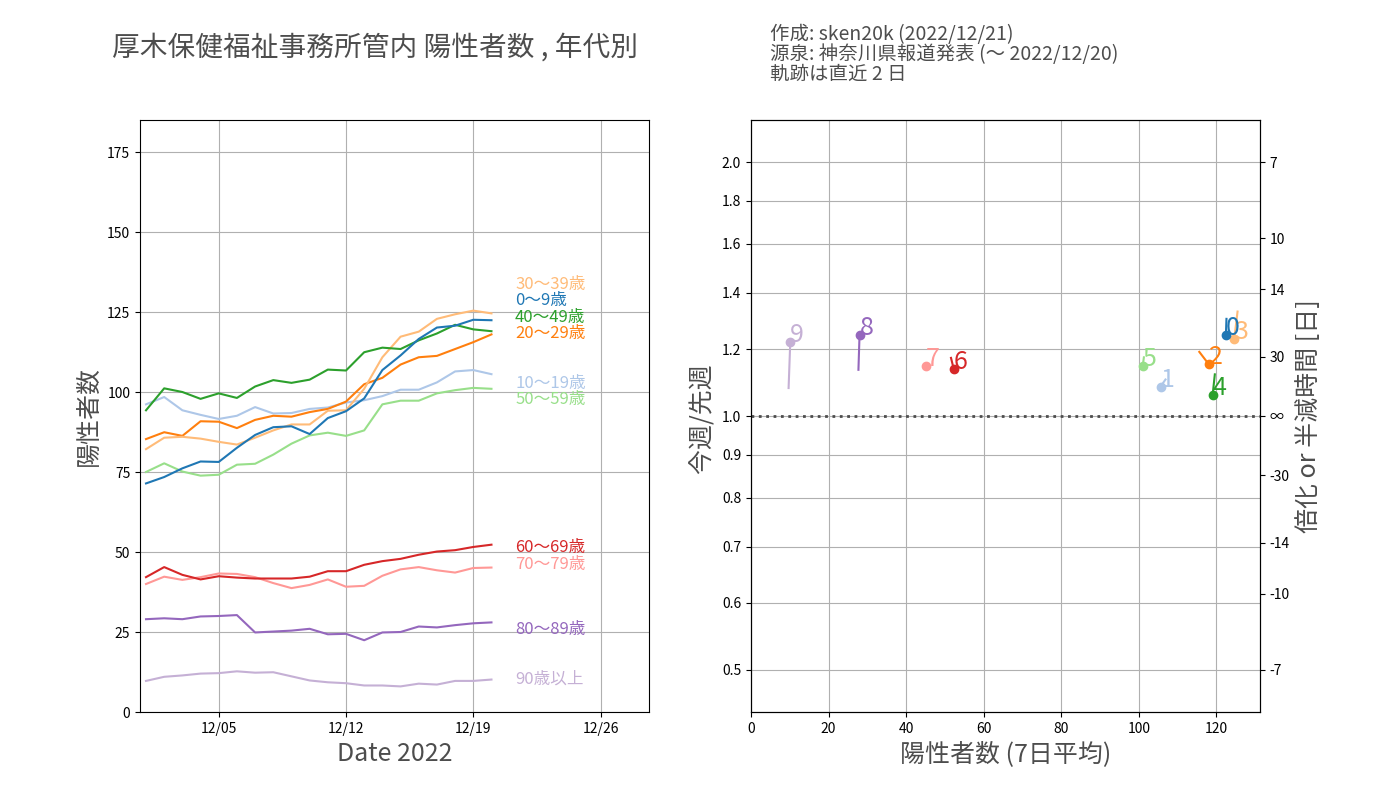 厚木保健福祉事務所管内 陽性者数 , 年代別
作成: sken20k (2022/12/21)
源泉: 神奈川県報道発表 (～ 2022/12/20)
軌跡は直近 2 日
陽性者数
175
150
125
100
75
50
25
0
30～39歳
0～9歳
40～49歳
20～29歳
10～19歳
50～59歳
60～69歳
70～79歳
80～89歳
90歳以上
12/05
12/12
12/19
12/26
Date 2022
今週/先週
2.0
1.8
1.6
1.4
1.2
1.0
0.9
0.8
0.7
0.6
0.5
9
8
7
6
5
1
2
4
0
3
7
10
14
30
∞
-30
-14
-10
-7
倍化 or 半減時間 [日]
0
20
40
60
80
100
120
陽性者数 (7日平均)